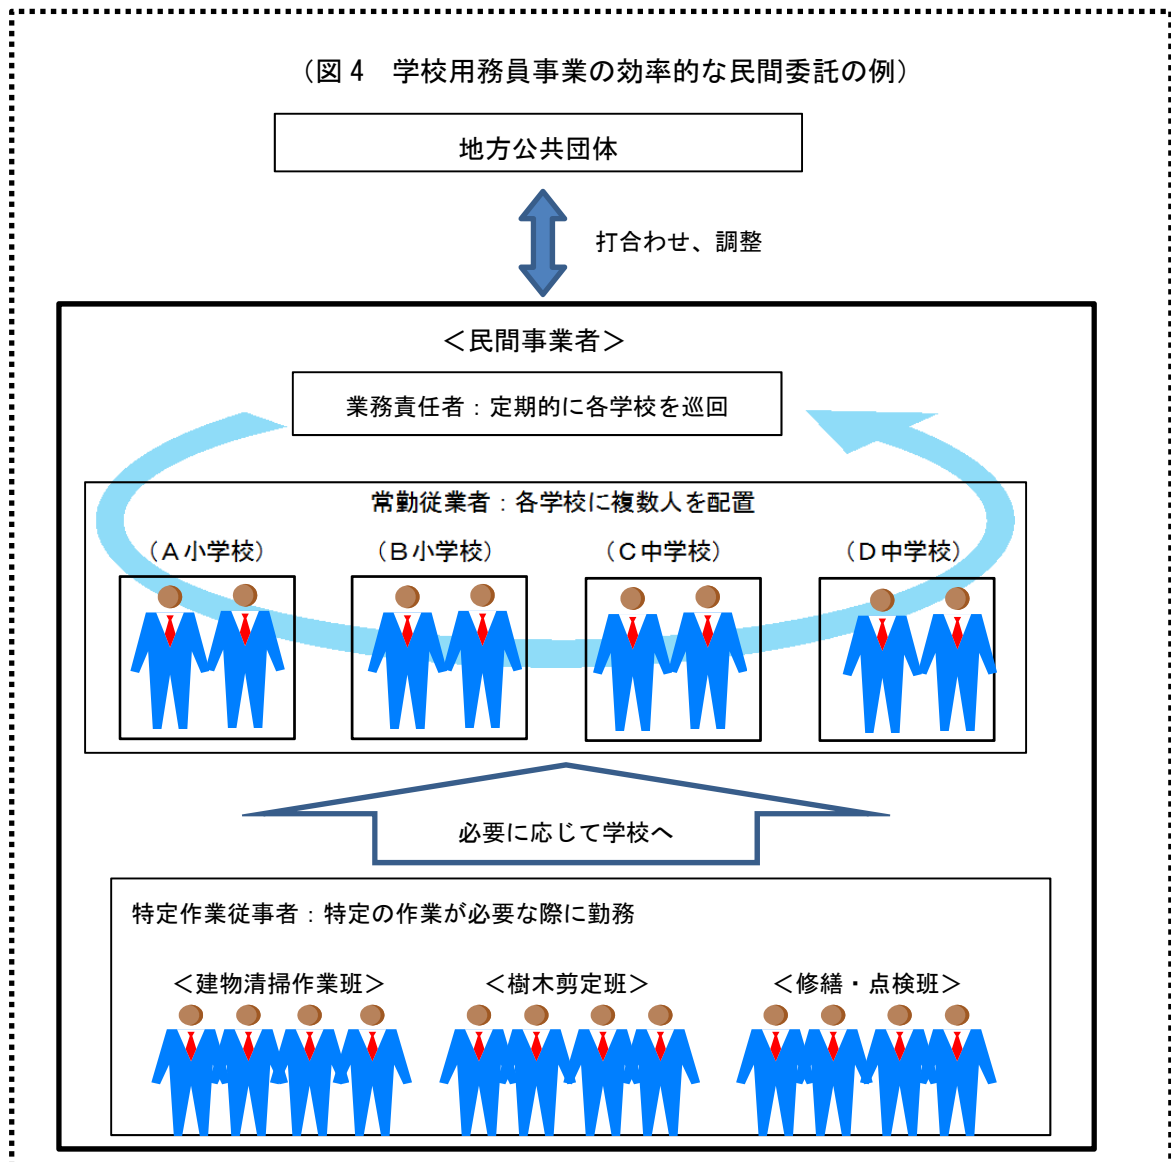 （図４　学校用務員事業の効率的な民間委託の例）
地方公共団体
打合わせ、調整
＜民間事業者＞
業務責任者：定期的に各学校を巡回
常勤従業者：各学校に複数人を配置
（Ａ小学校）　（Ｂ小学校）　（Ｃ中学校）　（Ｄ中学校）
必要に応じて学校へ
特定作業従事者：特定の作業が必要な際に勤務
＜建物清掃作業班＞　＜樹木剪定班＞　＜修繕・点検班＞